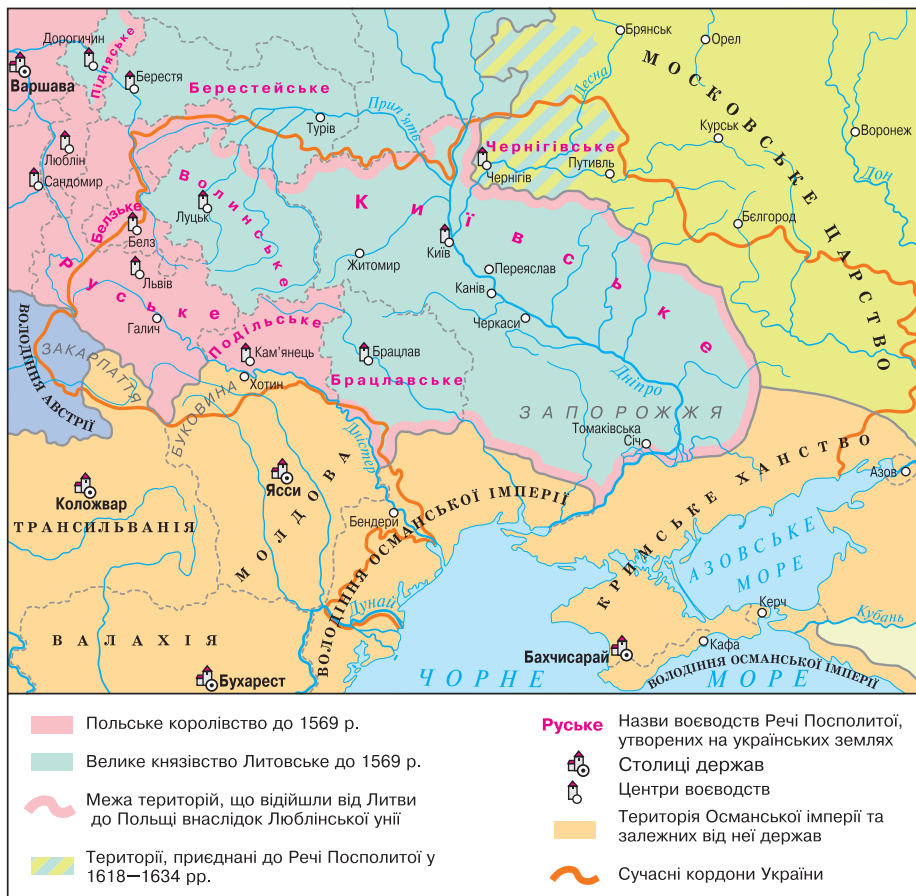 Дорогичин
Варшава
Підляське
Берестя
Берестейське
Турів
Прип'ять
Десна
Брянськ
Орел
МОСКОВСЬКЕ ЦАРСТВО
Воронеж
Курськ
Дон
Люблін
Сандомир
Волинське
Луцьк
Чернігівське
Чернігів
Путивль
Белзське
Белз
Київське
Київ
Бєлгород
Житомир
Переяслав
Канів
Львів
Руське
Галич
Черкаси
Подільське
Кам'янець
Брацлав
Брацлавське
Хотин
ВОЛОДІННЯ АВСТРІЇ
ЗАКАРПАТТЯ
БУКОВИНА
Дніпро
ЗАПОРОЖЖЯ
Томаківська
Січ
Дністер
Коложвар
ТРАНСИЛЬВАНІЯ
Ясси
МОЛДОВА
Бендери
ВОЛОДІННЯ ОСМАНСЬКОЇ ІМПЕРІЇ
КРИМСЬКЕ ХАНСТВО
Азов
АЗОВСЬКЕ
МОРЕ
Керч
Кубань
Дунай
ВАЛАХІЯ
Бухарест
Бахчисарай
Кафа
ЧОРНЕ МОРЕ
ВОЛОДІННЯ ОСМАНСЬКОЇ ІМПЕРІЇ
Польське королівство до 1569 р.
Велике князівство Литовське до 1569 р.
Межа територій, що відійшли від Литви
до Польщі внаслідок Люблінської унії
Території, приєднані до Речі Посполитої у
1618—1634 рр.
Руське
Назви воєводств Речі Посполитої,
утворених на українських землях
Столиці держав
Центри воєводств
Територія Османської імперії та
залежних від неї держав
Сучасні кордони України